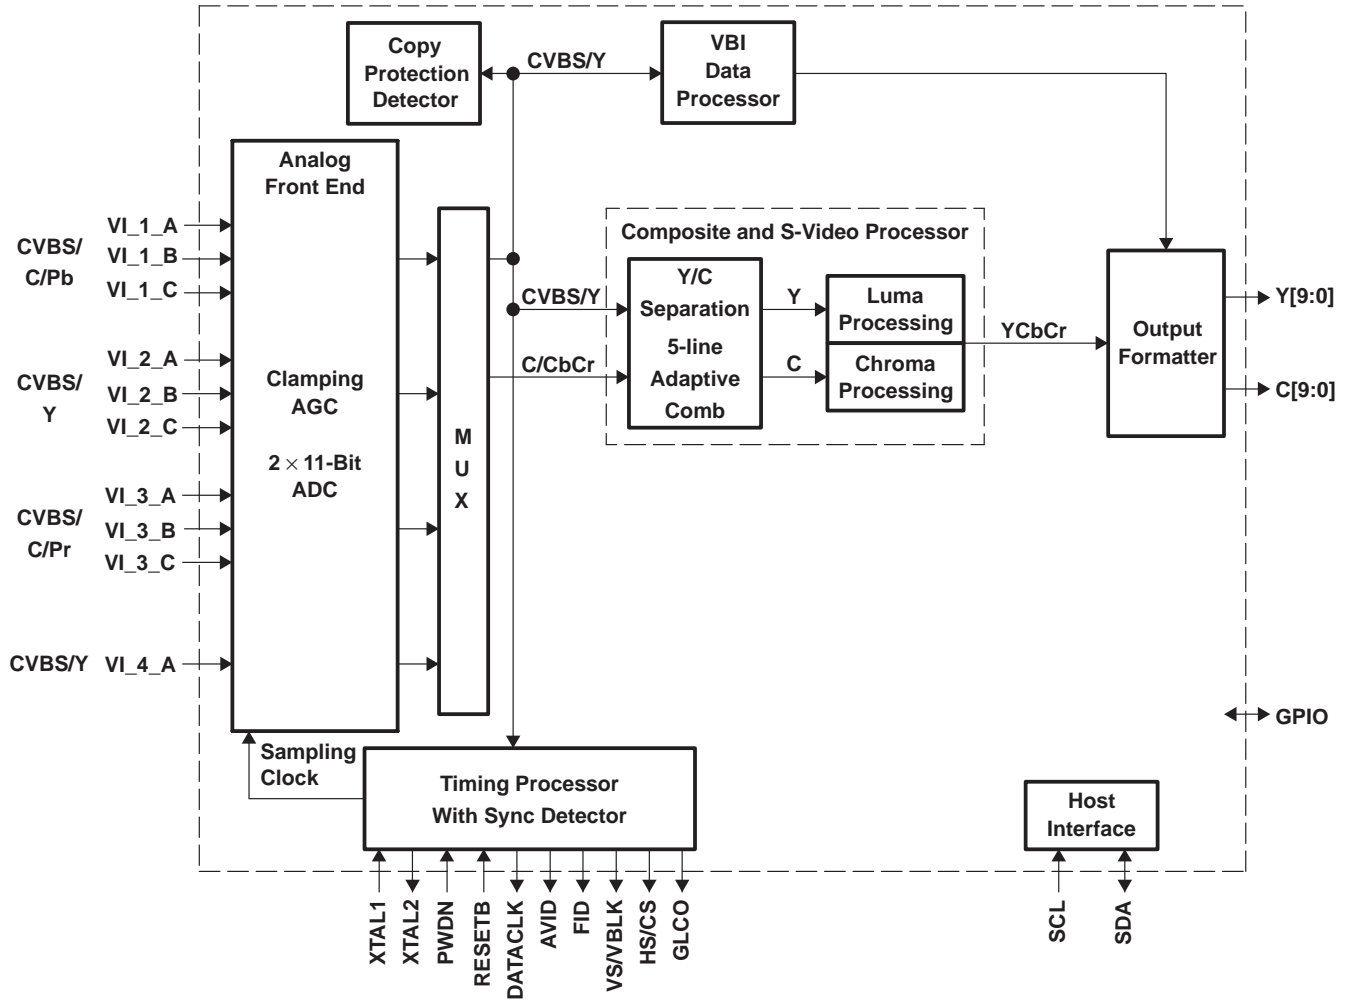 Copy
Protection
Detector
CVBS/Y
VBI
Data
Processor
Analog
Front End
Clamping
AGC
2 × 11-Bit
ADC
CVBS/
C/Pb
VI_1_A
VI_1_B
VI_1_C
CVBS/
Y
VI_2_A
VI_2_B
VI_2_C
CVBS/
C/Pr
VI_3_A
VI_3_B
VI_3_C
CVBS/Y
VI_4_A
M
U
X
Composite and S-Video Processor
CVBS/Y
C/CbCr
Y/C
Separation
5-line
Adaptive
Comb
Y
C
Luma
Processing
Chroma
Processing
YCbCr
Output
Formatter
Y[9:0]
C[9:0]
GPIO
Sampling
Clock
Timing Processor
With Sync Detector
Host
Interface
XTAL1
XTAL2
PWDN
RESETB
DATACLK
AVID
FID
VS/VBLK
HS/CS
GLCO
SCL
SDA